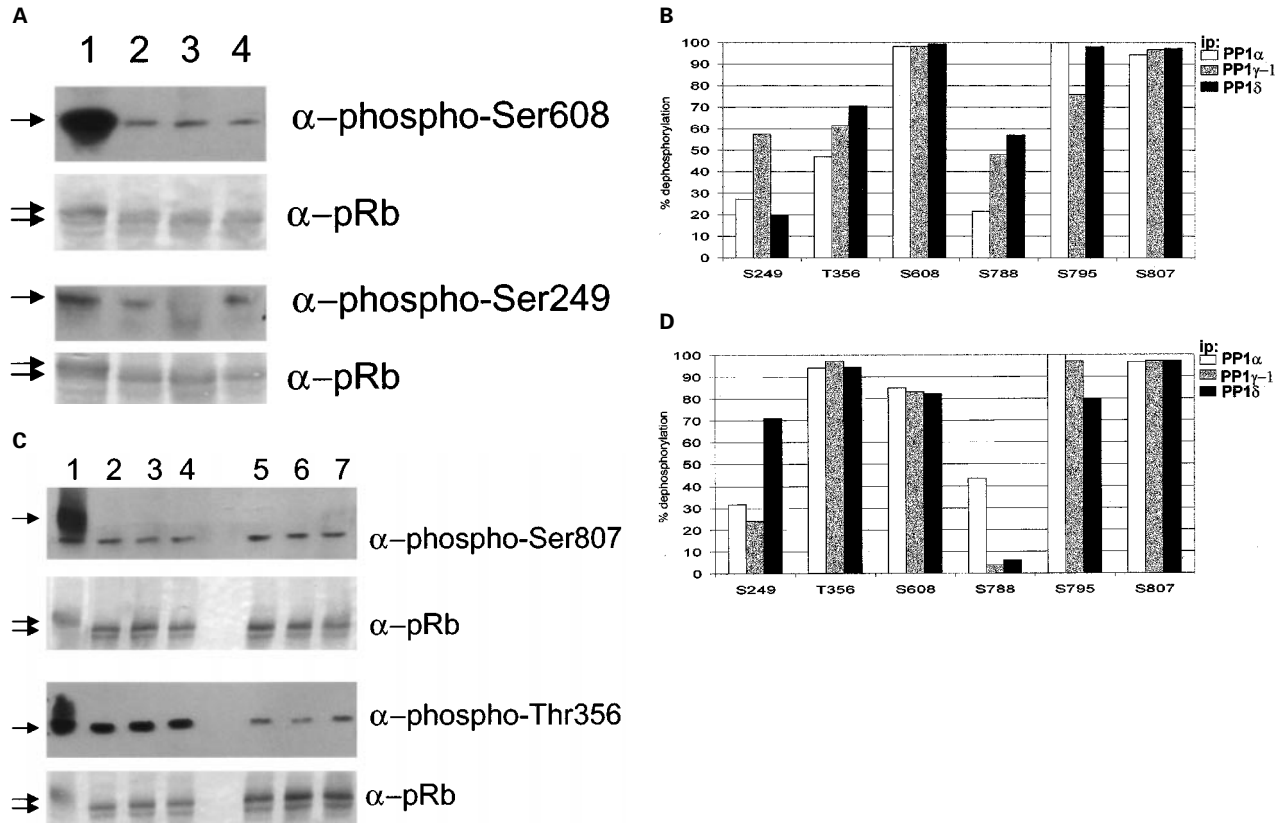 A
1 2 3 4
α–phospho-Ser608
α–pRb
α–phospho-Ser249
α–pRb
B
100
90
80
70
60
50
40
30
20
10
0
% dephosphorylation
S249 T356 S608 S788 S795 S807
ip:
PP1α
PP1γ–1
PP1δ
C
1 2 3 4 5 6 7
α–phospho-Ser807
α–pRb
α–phospho-Thr356
α–pRb
D
100
90
80
70
60
50
40
30
20
10
0
% dephosphorylation
S249 T356 S608 S788 S795 S807
ip:
PP1α
PP1γ–1
PP1δ